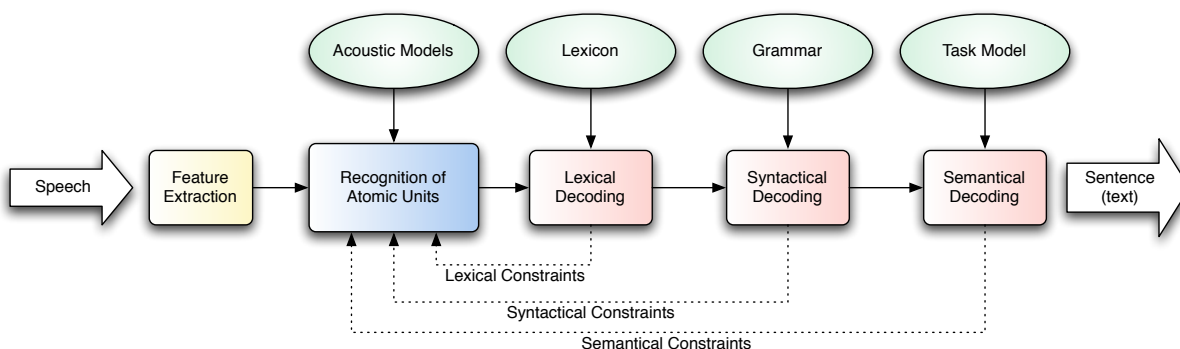 Acoustic Models
Lexicon
Grammar
Task Model
Speech
Feature
Extraction
Recognition of
Atomic Units
Lexical
Decoding
Syntactical
Decoding
Semantical
Decoding
Sentence
(text)
Lexical Constraints
Syntactical Constraints
Semantical Constraints